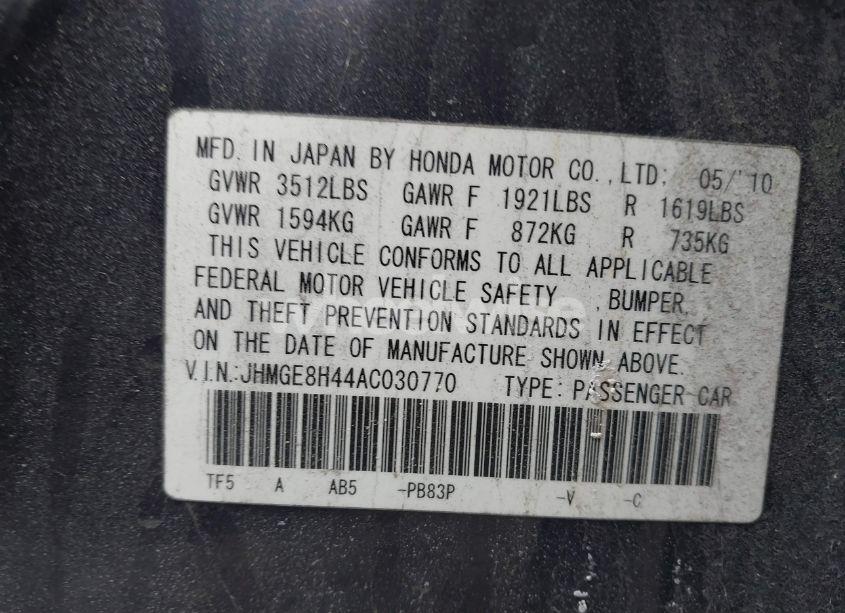 MFD. IN JAPAN BY HONDA MOTOR CO., LTD; 05/'10
GVWR 3512LBS GAWR F 1921LBS R 1619LBS
GVWR 1594KG GAWR F 872KG R 735KG
THIS VEHICLE CONFORMS TO ALL APPLICABLE
FEDERAL MOTOR VEHICLE SAFETY , BUMPER,
AND THEFT PREVENTION STANDARDS IN EFFECT
ON THE DATE OF MANUFACTURE SHOWN ABOVE.
V.I.N.:JHMGE8H44AC030770 TYPE: PASSENGER CAR
TF5 A AB5 -PB83P -V -C